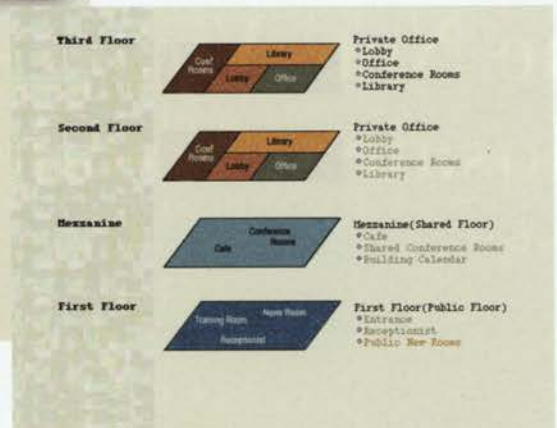 Third Floor
Conf. Rooms
Library
Lobby
Office
Private Office
Lobby
Office
Conference Rooms
Library
Second Floor
Conf. Rooms
Library
Lobby
Office
Private Office
Lobby
Office
Conference Rooms
Library
Mezzanine
Conference Rooms
Cafe
Mezzanine(Shared Floor)
Cafe
Shared Conference Rooms
Building Calendar
First Floor
News Room
Training Room
Receptionist
First Floor(Public Floor)
Entrance
Receptionist
Public New Rooms